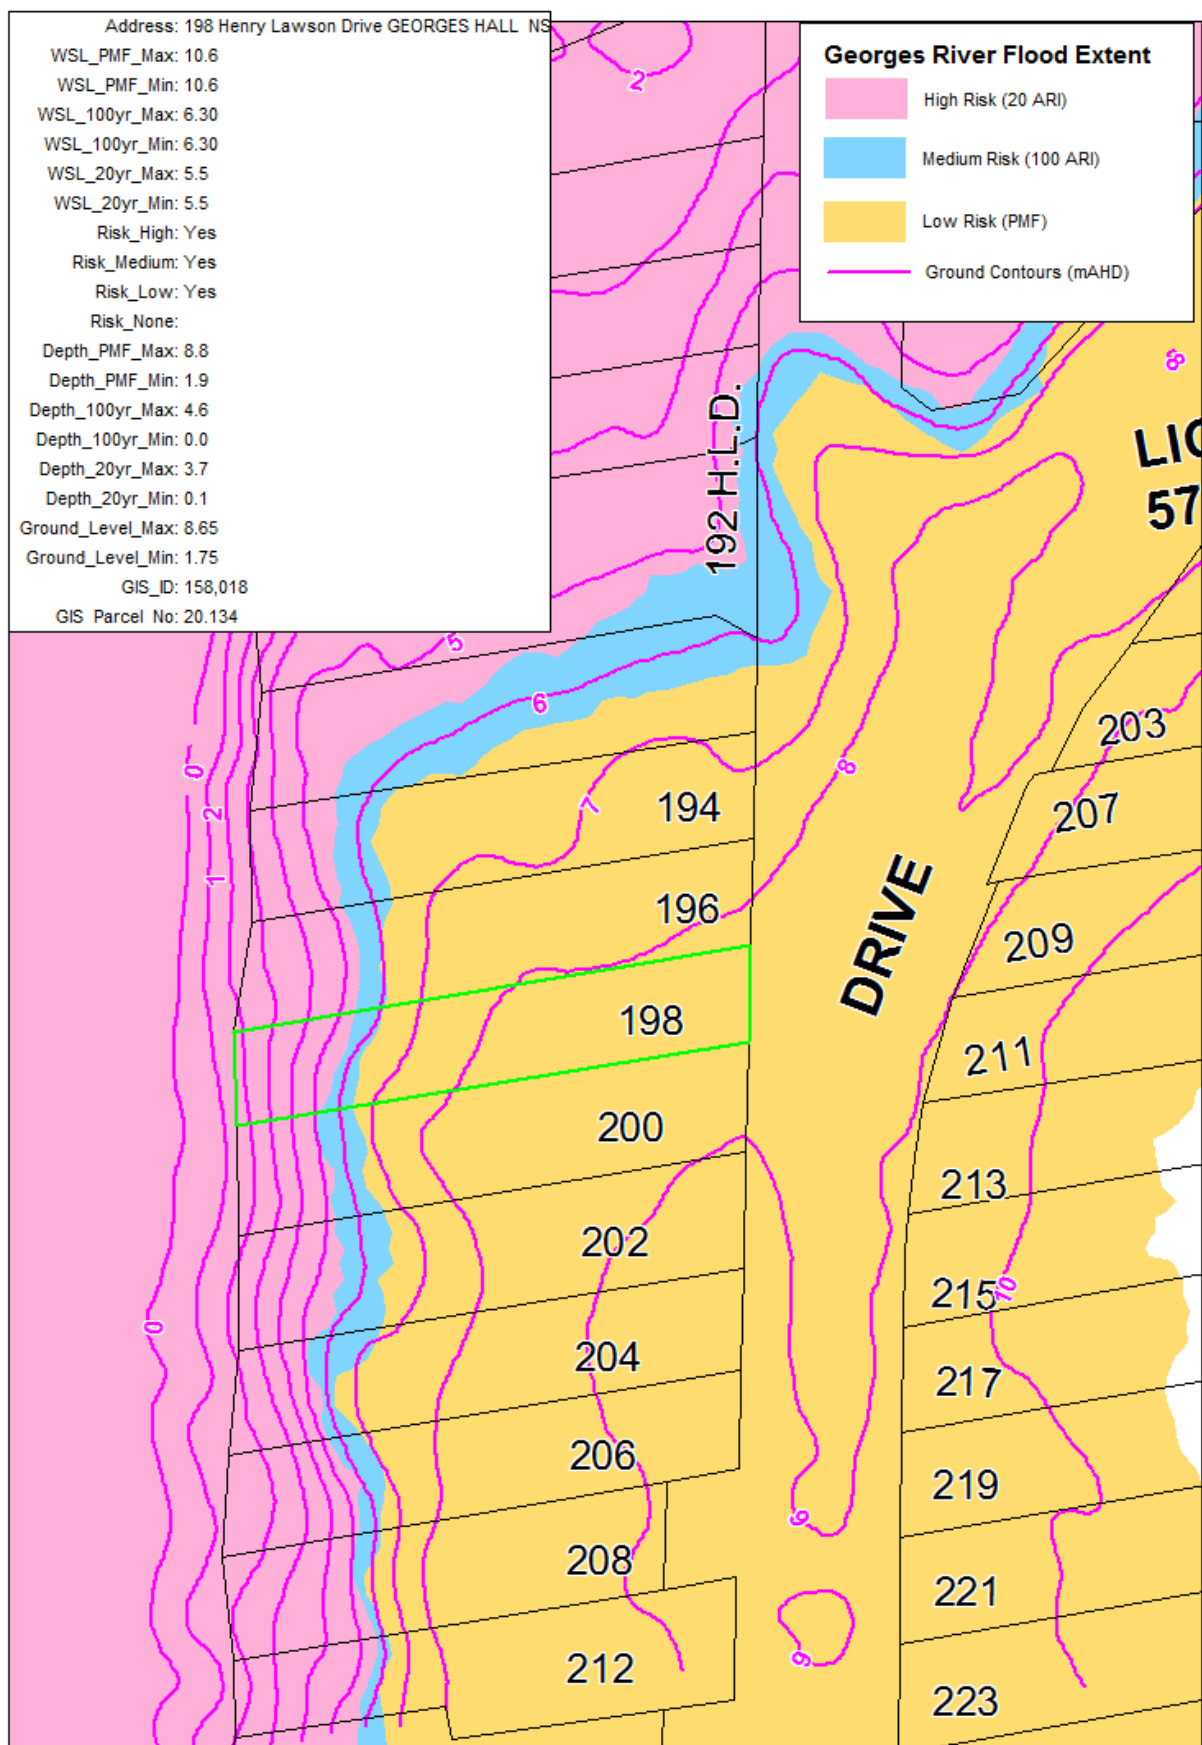 Address: 198 Henry Lawson Drive GEORGES HALL NS
WSL_PMF_Max: 10.6
WSL_PMF_Min: 10.6
WSL_100yr_Max: 6.30
WSL_100yr_Min: 6.30
WSL_20yr_Max: 5.5
WSL_20yr_Min: 5.5
Risk_High: Yes
Risk_Medium: Yes
Risk_Low: Yes
Risk_None:
Depth_PMF_Max: 8.8
Depth_PMF_Min: 1.9
Depth_100yr_Max: 4.6
Depth_100yr_Min: 0.0
Depth_20yr_Max: 3.7
Depth_20yr_Min: 0.1
Ground_Level_Max: 8.65
Ground_Level_Min: 1.75
GIS_ID: 158,018
GIS Parcel No: 20.134
Georges River Flood Extent
High Risk (20 ARI)
Medium Risk (100 ARI)
Low Risk (PMF)
Ground Contours (mAHD)
2
8
192 H.L.D.
LIG
57
5
6
203
0
8
7
194
2
207
1
196
DRIVE
209
198
211
200
213
202
215
10
0
204
217
206
219
9
208
221
9
212
223